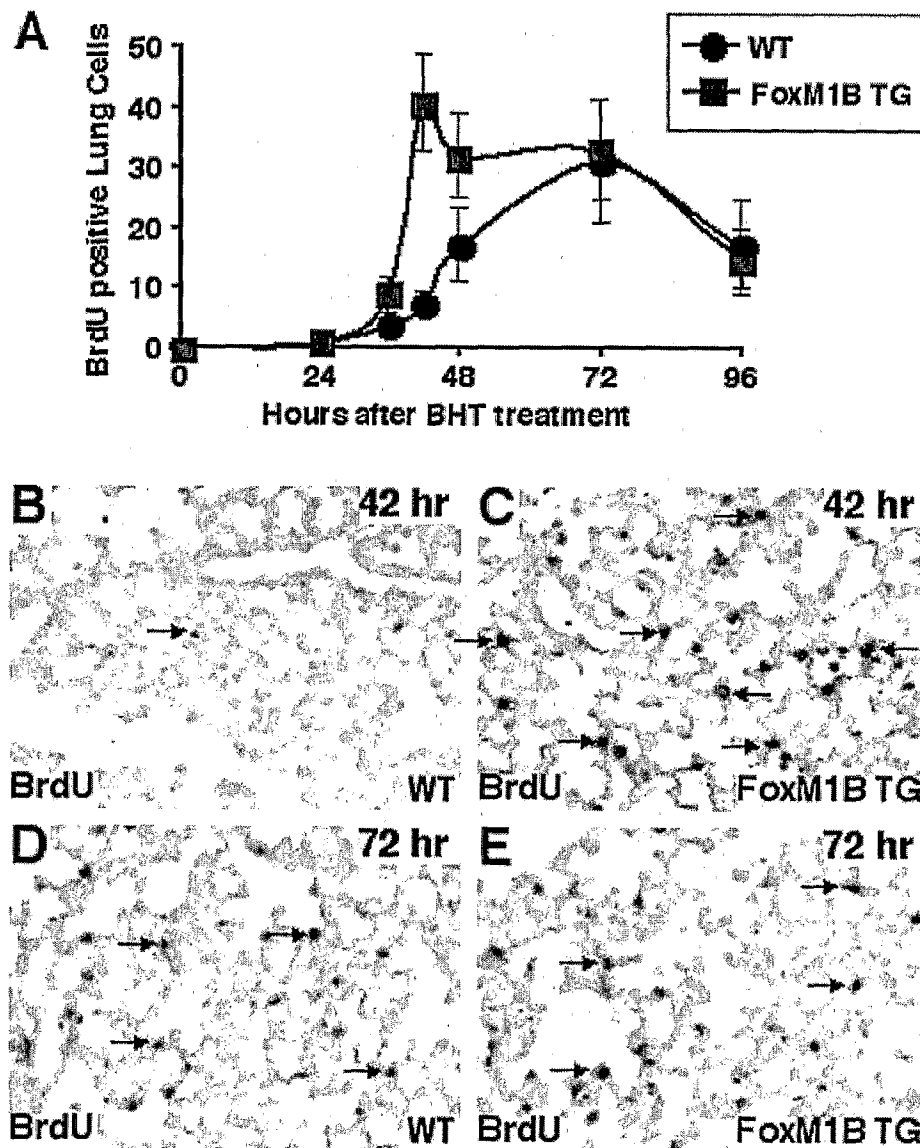 A
BrdU positive Lung Cells
50
40
30
20
10
0
0 24 48 72 96
Hours after BHT treatment
WT
FoxM1B TG
B 42 hr
BrdU WT
C 42 hr
BrdU FoxM1B TG
D 72 hr
BrdU WT
E 72 hr
BrdU FoxM1B TG